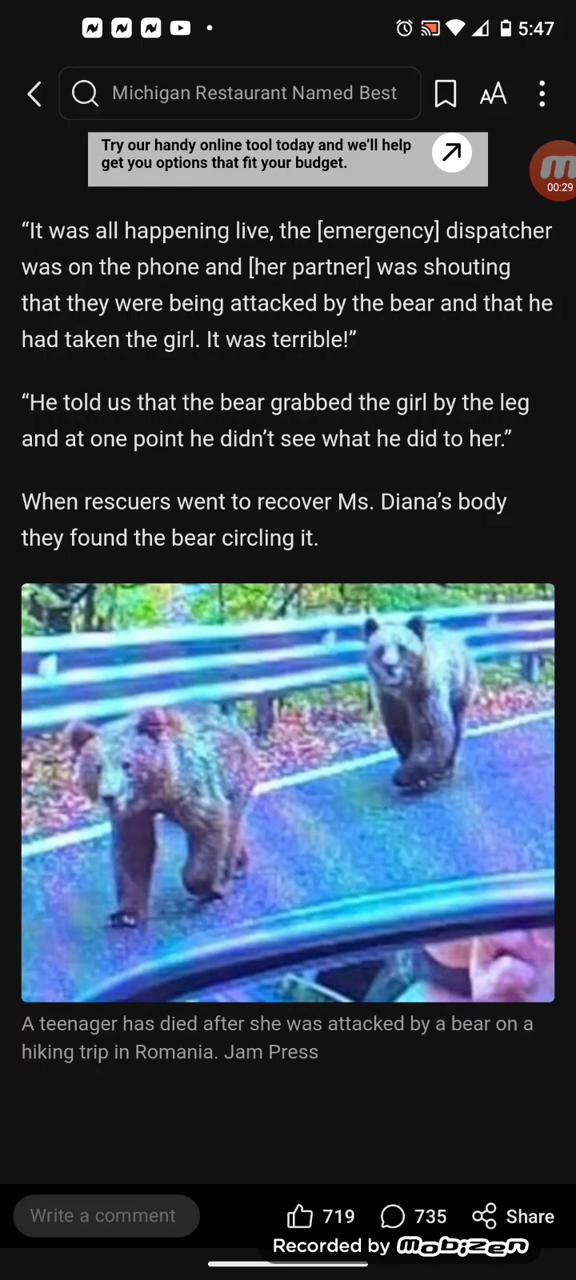 5:47
Michigan Restaurant Named Best
AA
Try our handy online tool today and we'll help
get you options that fit your budget.
00:29
“It was all happening live, the [emergency] dispatcher
was on the phone and [her partner] was shouting
that they were being attacked by the bear and that he
had taken the girl. It was terrible!”
“He told us that the bear grabbed the girl by the leg
and at one point he didn’t see what he did to her.”
When rescuers went to recover Ms. Diana’s body
they found the bear circling it.
A teenager has died after she was attacked by a bear on a
hiking trip in Romania. Jam Press
Write a comment
719
735
Share
Recorded by mobizen